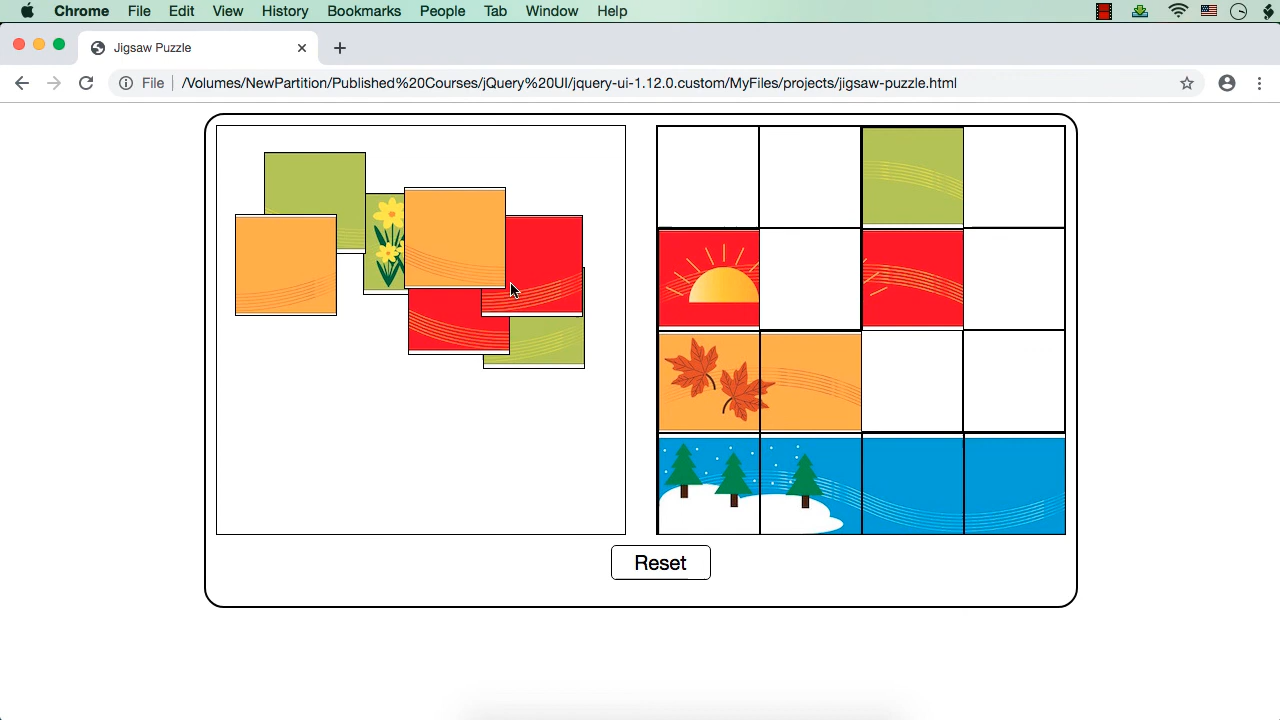 Chrome File Edit View History Bookmarks People Tab Window Help
Jigsaw Puzzle
File /Volumes/NewPartition/Published%20Courses/jQuery%20UI/jquery-ui-1.12.0.custom/MyFiles/projects/jigsaw-puzzle.html
Reset